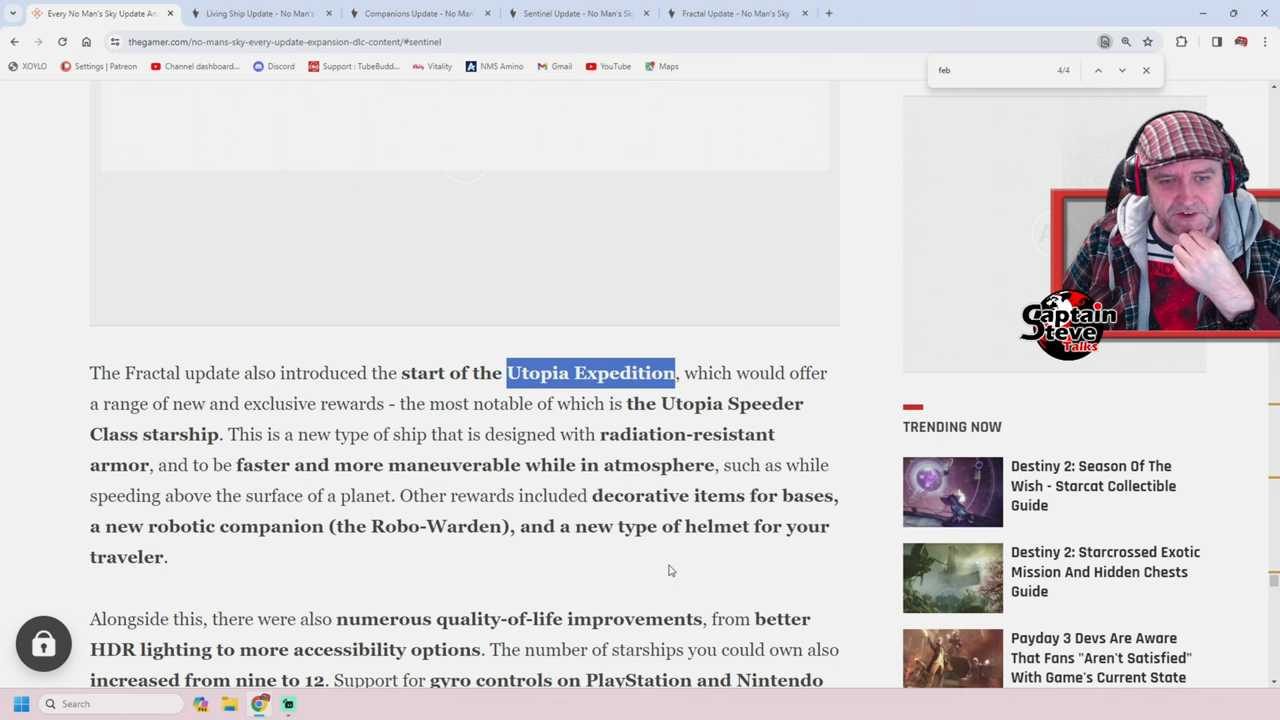 Every No Man's Sky Update An
Living Ship Update - No Man's S
Companions Update - No Man'
Sentinel Update - No Man's Sk
Fractal Update - No Man's Sky
thegamer.com/no-mans-sky-every-update-expansion-dlc-content/#sentinel
XOYLO
Settings | Patreon
Channel dashboard...
Discord
Support : TubeBudd...
Vitality
NMS Amino
Gmail
YouTube
Maps
feb
4/4
The Fractal update also introduced the start of the Utopia Expedition, which would offer
a range of new and exclusive rewards - the most notable of which is the Utopia Speeder
Class starship. This is a new type of ship that is designed with radiation-resistant
armor, and to be faster and more maneuverable while in atmosphere, such as while
speeding above the surface of a planet. Other rewards included decorative items for bases,
a new robotic companion (the Robo-Warden), and a new type of helmet for your
traveler.
Alongside this, there were also numerous quality-of-life improvements, from better
HDR lighting to more accessibility options. The number of starships you could own also
increased from nine to 12. Support for gyro controls on PlayStation and Nintendo
Captain
Steve
Talks
TRENDING NOW
Destiny 2: Season Of The
Wish - Starcat Collectible
Guide
Destiny 2: Starcrossed Exotic
Mission And Hidden Chests
Guide
Payday 3 Devs Are Aware
That Fans "Aren't Satisfied"
With Game's Current State
Search